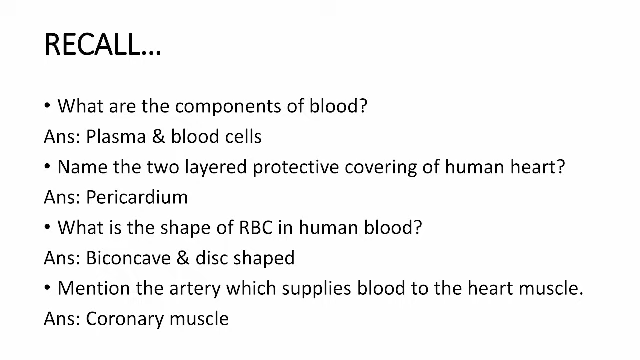 RECALL...
• What are the components of blood?
Ans: Plasma & blood cells
• Name the two layered protective covering of human heart?
Ans: Pericardium
• What is the shape of RBC in human blood?
Ans: Biconcave & disc shaped
• Mention the artery which supplies blood to the heart muscle.
Ans: Coronary muscle